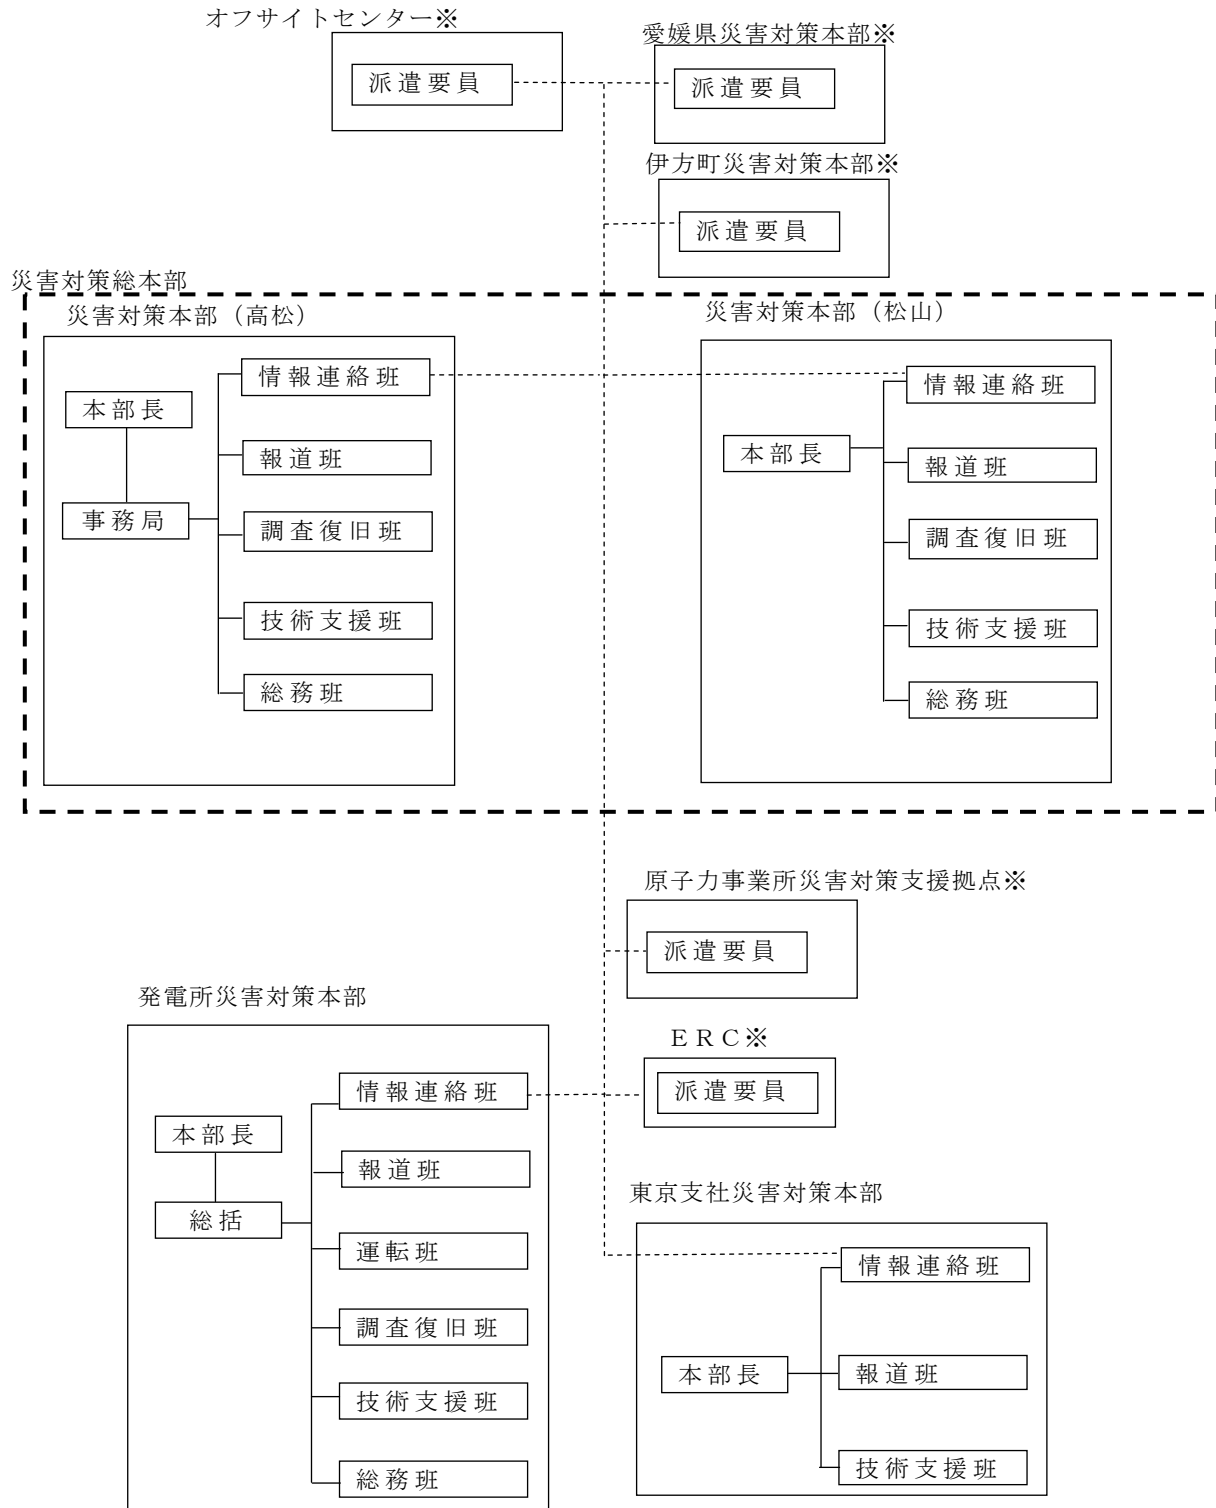 オフサイトセンター※
派遣要員
愛媛県災害対策本部※
派遣要員
伊方町災害対策本部※
派遣要員
災害対策総本部
災害対策本部（高松）
本部長
事務局
情報連絡班
報道班
調査復旧班
技術支援班
総務班
災害対策本部（松山）
本部長
情報連絡班
報道班
調査復旧班
技術支援班
総務班
原子力事業所災害対策支援拠点※
派遣要員
ＥＲＣ※
派遣要員
発電所災害対策本部
本部長
総括
情報連絡班
報道班
運転班
調査復旧班
技術支援班
総務班
東京支社災害対策本部
本部長
情報連絡班
報道班
技術支援班